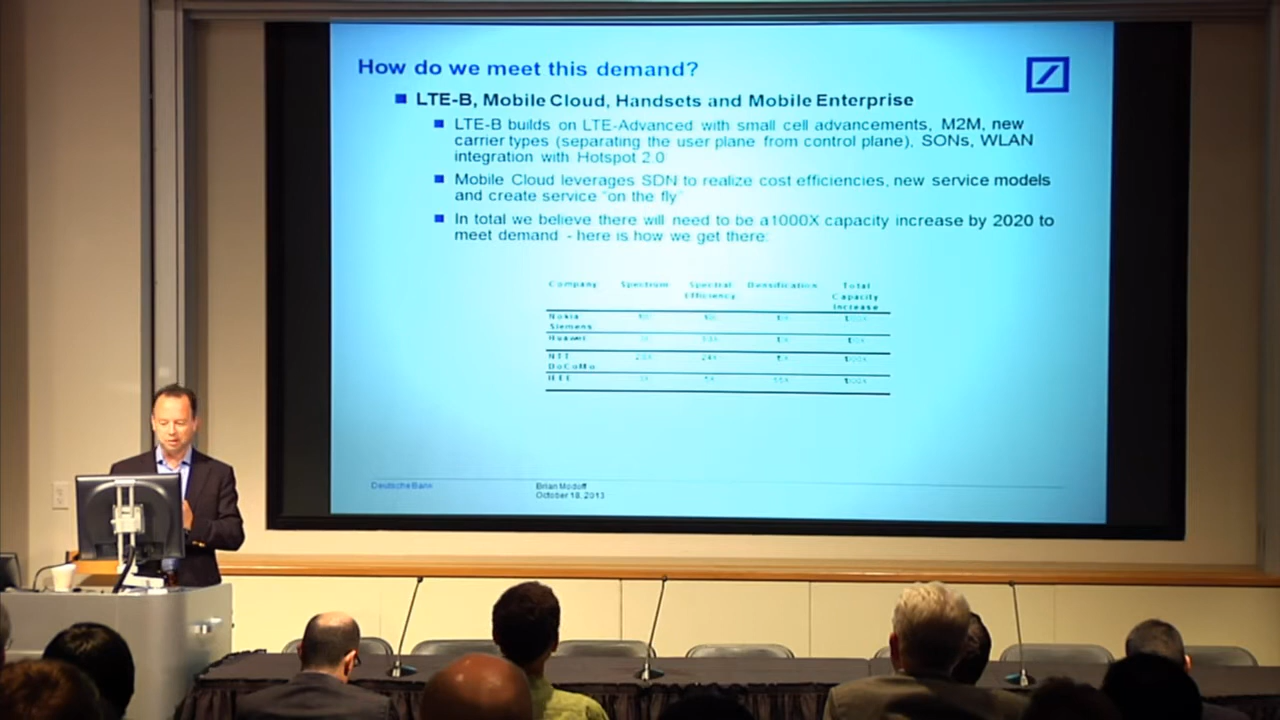 How do we meet this demand?
LTE-B, Mobile Cloud, Handsets and Mobile Enterprise
LTE-B builds on LTE-Advanced with small cell advancements, M2M, new
carrier types (separating the user plane from control plane), SONs, WLAN
integration with Hotspot 2.0
Mobile Cloud leverages SDN to realize cost efficiencies, new service models
and create service "on the fly"
In total we believe there will need to be a 1000X capacity increase by 2020 to
meet demand - here is how we get there:
Company Spectrum Spectral Densification Total
Efficiency Capacity
Increase
Nokia
Siemens
Huawei
NTT
DoCoMo
IEEE
Deutsche Bank Brian Modoff
October 18, 2013